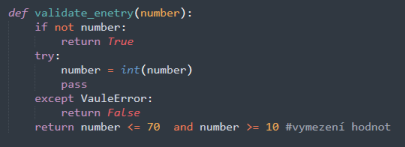 def validate_enetry(number):
    if not number:
        return True
    try:
        number = int(number)
        pass
    except VauleError:
        return False
    return number <= 70  and number >= 10 #vymezení hodnot